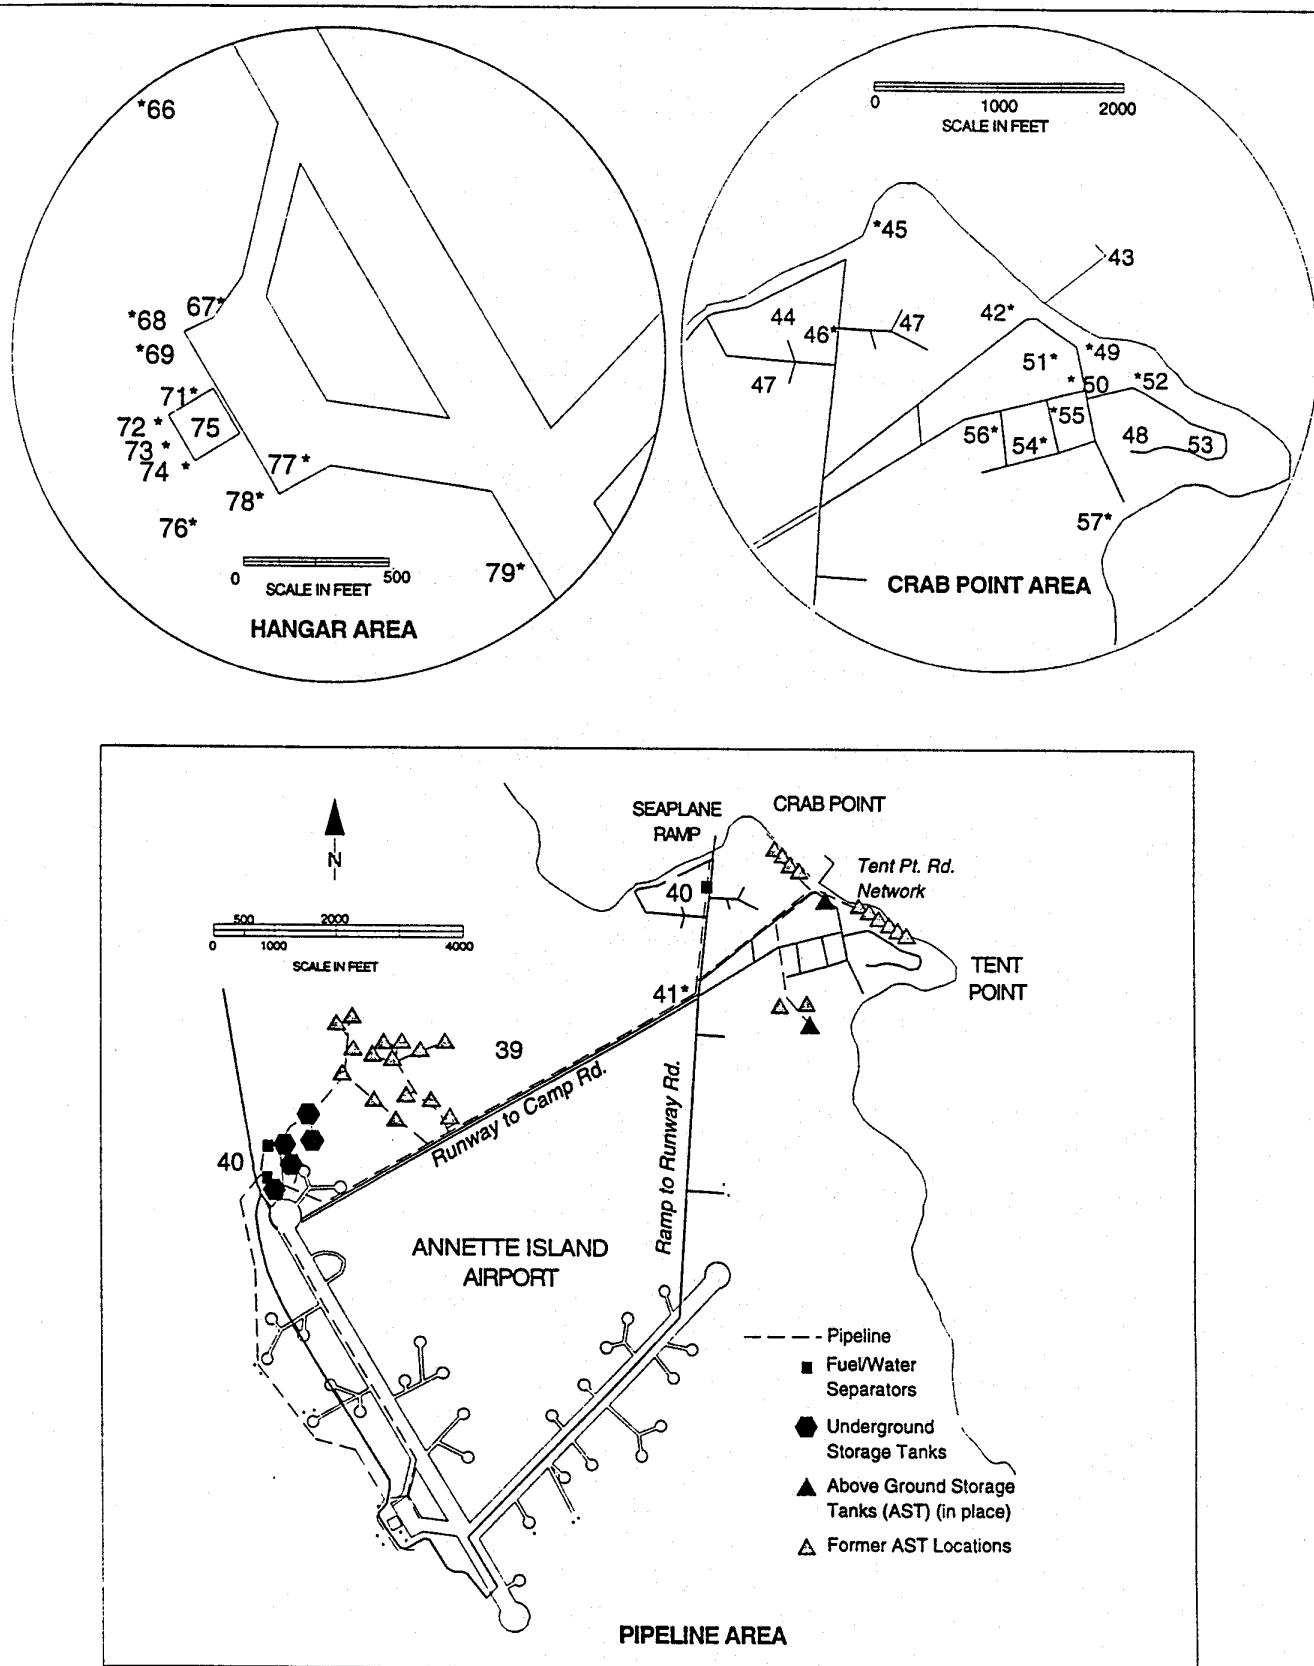 *66
67*
*68
*69
71*
72*
75
73*
74*
77*
78*
76*
79*
0 500
SCALE IN FEET
HANGAR AREA
0 1000 2000
SCALE IN FEET
*45
43
42*
44
46*
47
*49
51*
47
*50
*52
*55
56*
54*
48
53
57*
CRAB POINT AREA
N
SEAPLANE
RAMP
CRAB POINT
Tent Pt. Rd.
Network
40
500 2000
0 1000 4000
SCALE IN FEET
TENT
POINT
41*
39
Runway to Camp Rd.
Ramp to Runway Rd.
40
ANNETTE ISLAND
AIRPORT
Pipeline
Fuel/Water
Separators
Underground
Storage Tanks
Above Ground Storage
Tanks (AST) (in place)
Former AST Locations
PIPELINE AREA